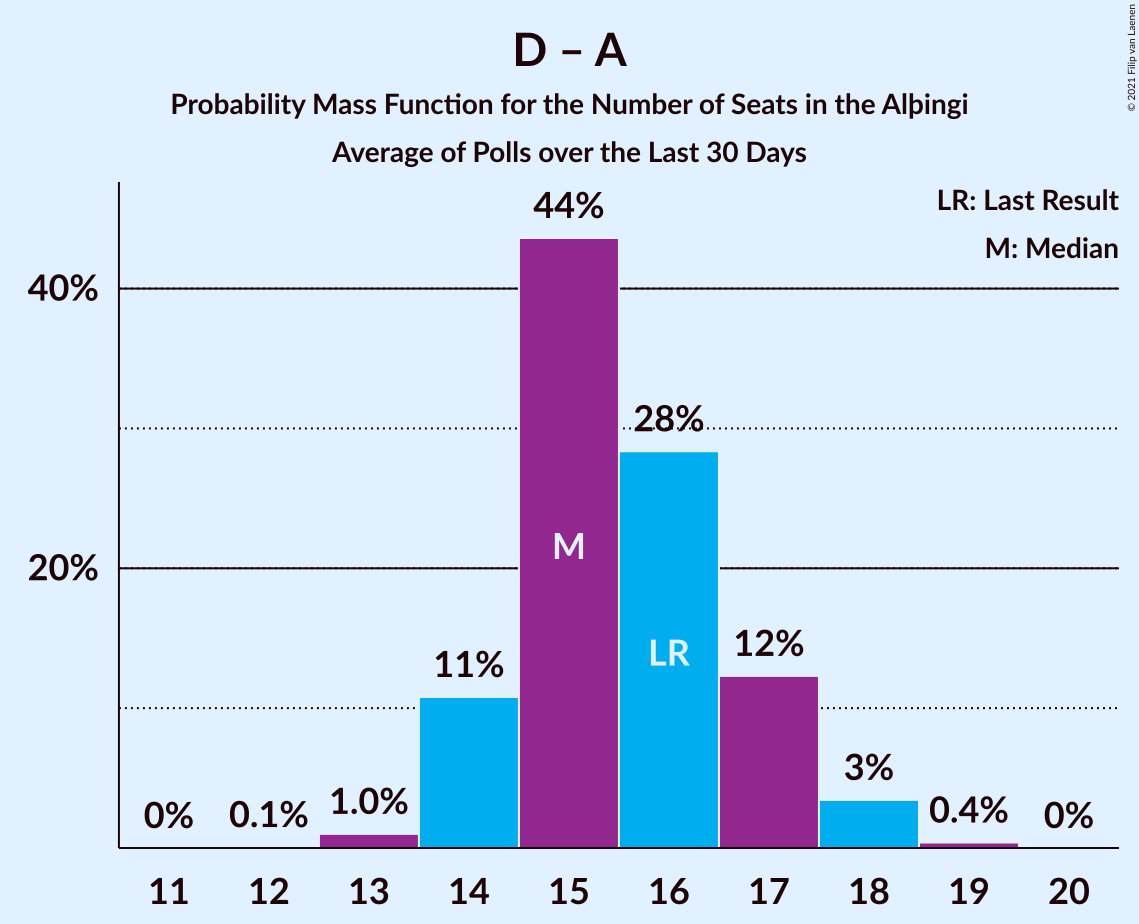 D – A
Probability Mass Function for the Number of Seats in the Alþingi
Average of Polls over the Last 30 Days
© 2021 Filip van Laenen
LR: Last Result
M: Median
40%
20%
0%
0.1%
1.0%
11%
44%
28%
12%
3%
0.4%
0%
M
LR
11 12 13 14 15 16 17 18 19 20